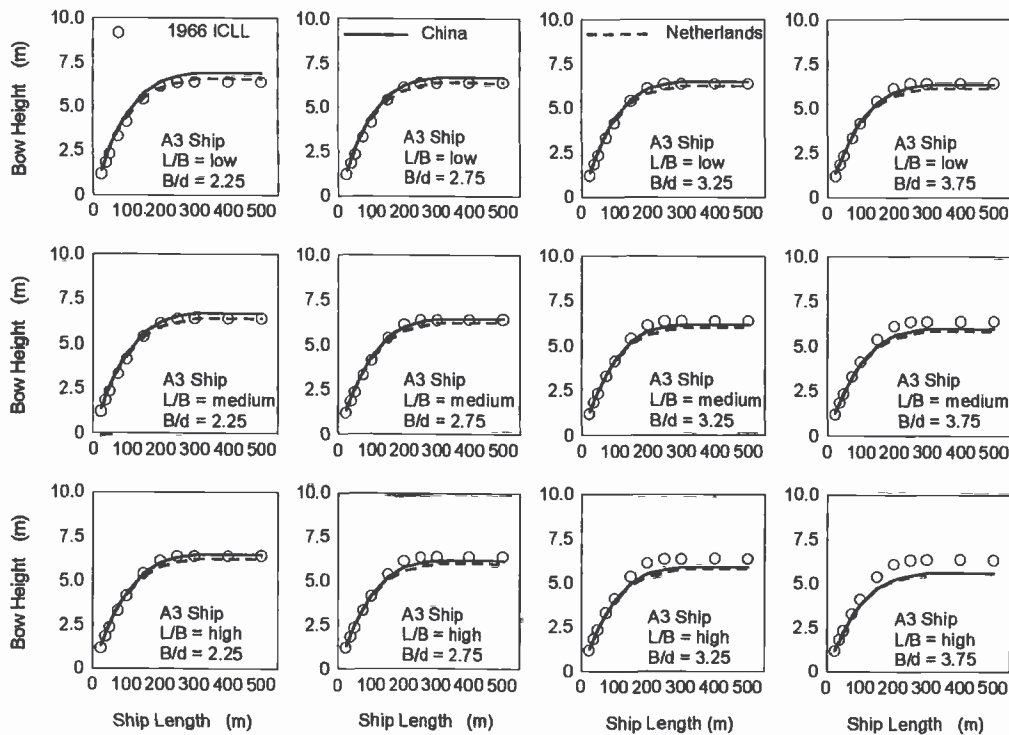 1966 ICLL
China
Netherlands
Bow Height (m)
10.0
7.5
5.0
2.5
0
A3 Ship
L/B = low
B/d = 2.25
0 100 200 300 400 500
10.0
7.5
5.0
2.5
0
A3 Ship
L/B = low
B/d = 2.75
0 100 200 300 400 500
10.0
7.5
5.0
2.5
0
A3 Ship
L/B = low
B/d = 3.25
0 100 200 300 400 500
10.0
7.5
5.0
2.5
0
A3 Ship
L/B = low
B/d = 3.75
0 100 200 300 400 500
Bow Height (m)
10.0
7.5
5.0
2.5
0
A3 Ship
L/B = medium
B/d = 2.25
0 100 200 300 400 500
10.0
7.5
5.0
2.5
0
A3 Ship
L/B = medium
B/d = 2.75
0 100 200 300 400 500
10.0
7.5
5.0
2.5
0
A3 Ship
L/B = medium
B/d = 3.25
0 100 200 300 400 500
10.0
7.5
5.0
2.5
0
A3 Ship
L/B = medium
B/d = 3.75
0 100 200 300 400 500
Bow Height (m)
10.0
7.5
5.0
2.5
0
A3 Ship
L/B = high
B/d = 2.25
0 100 200 300 400 500
Ship Length (m)
10.0
7.5
5.0
2.5
0
A3 Ship
L/B = high
B/d = 2.75
0 100 200 300 400 500
Ship Length (m)
10.0
7.5
5.0
2.5
0
A3 Ship
L/B = high
B/d = 3.25
0 100 200 300 400 500
Ship Length (m)
10.0
7.5
5.0
2.5
0
A3 Ship
L/B = high
B/d = 3.75
0 100 200 300 400 500
Ship Length (m)